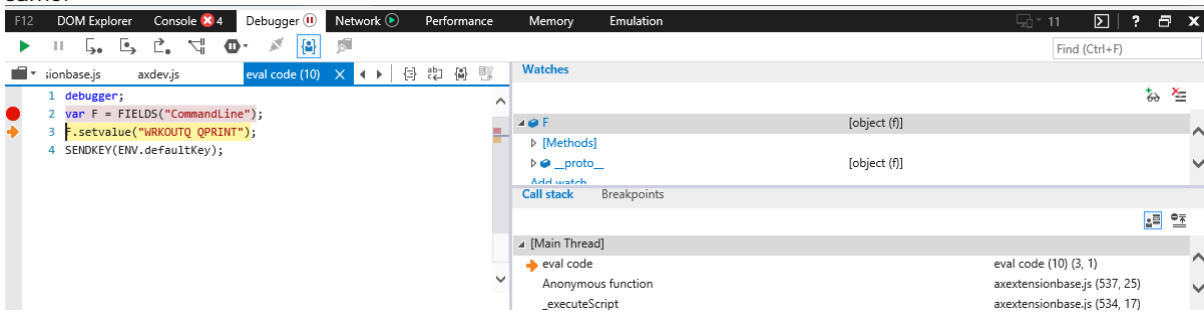 F12 DOM Explorer Console 4 Debugger Network Performance Memory Emulation 11 ?
Find (Ctrl+F)
sionbase.js axdev.js eval code (10)
Watches
1 debugger;
2 var F = FIELDS("CommandLine");
3 F.setvalue("WRKOUTQ QPRINT");
4 SENDKEY(ENV.defaultKey);
F [object (f)]
[Methods]
__proto__ [object (f)]
Add watch
Call stack Breakpoints
[Main Thread]
eval code eval code (10) (3, 1)
Anonymous function axextensionbase.js (537, 25)
_executeScript axextensionbase.js (534, 17)